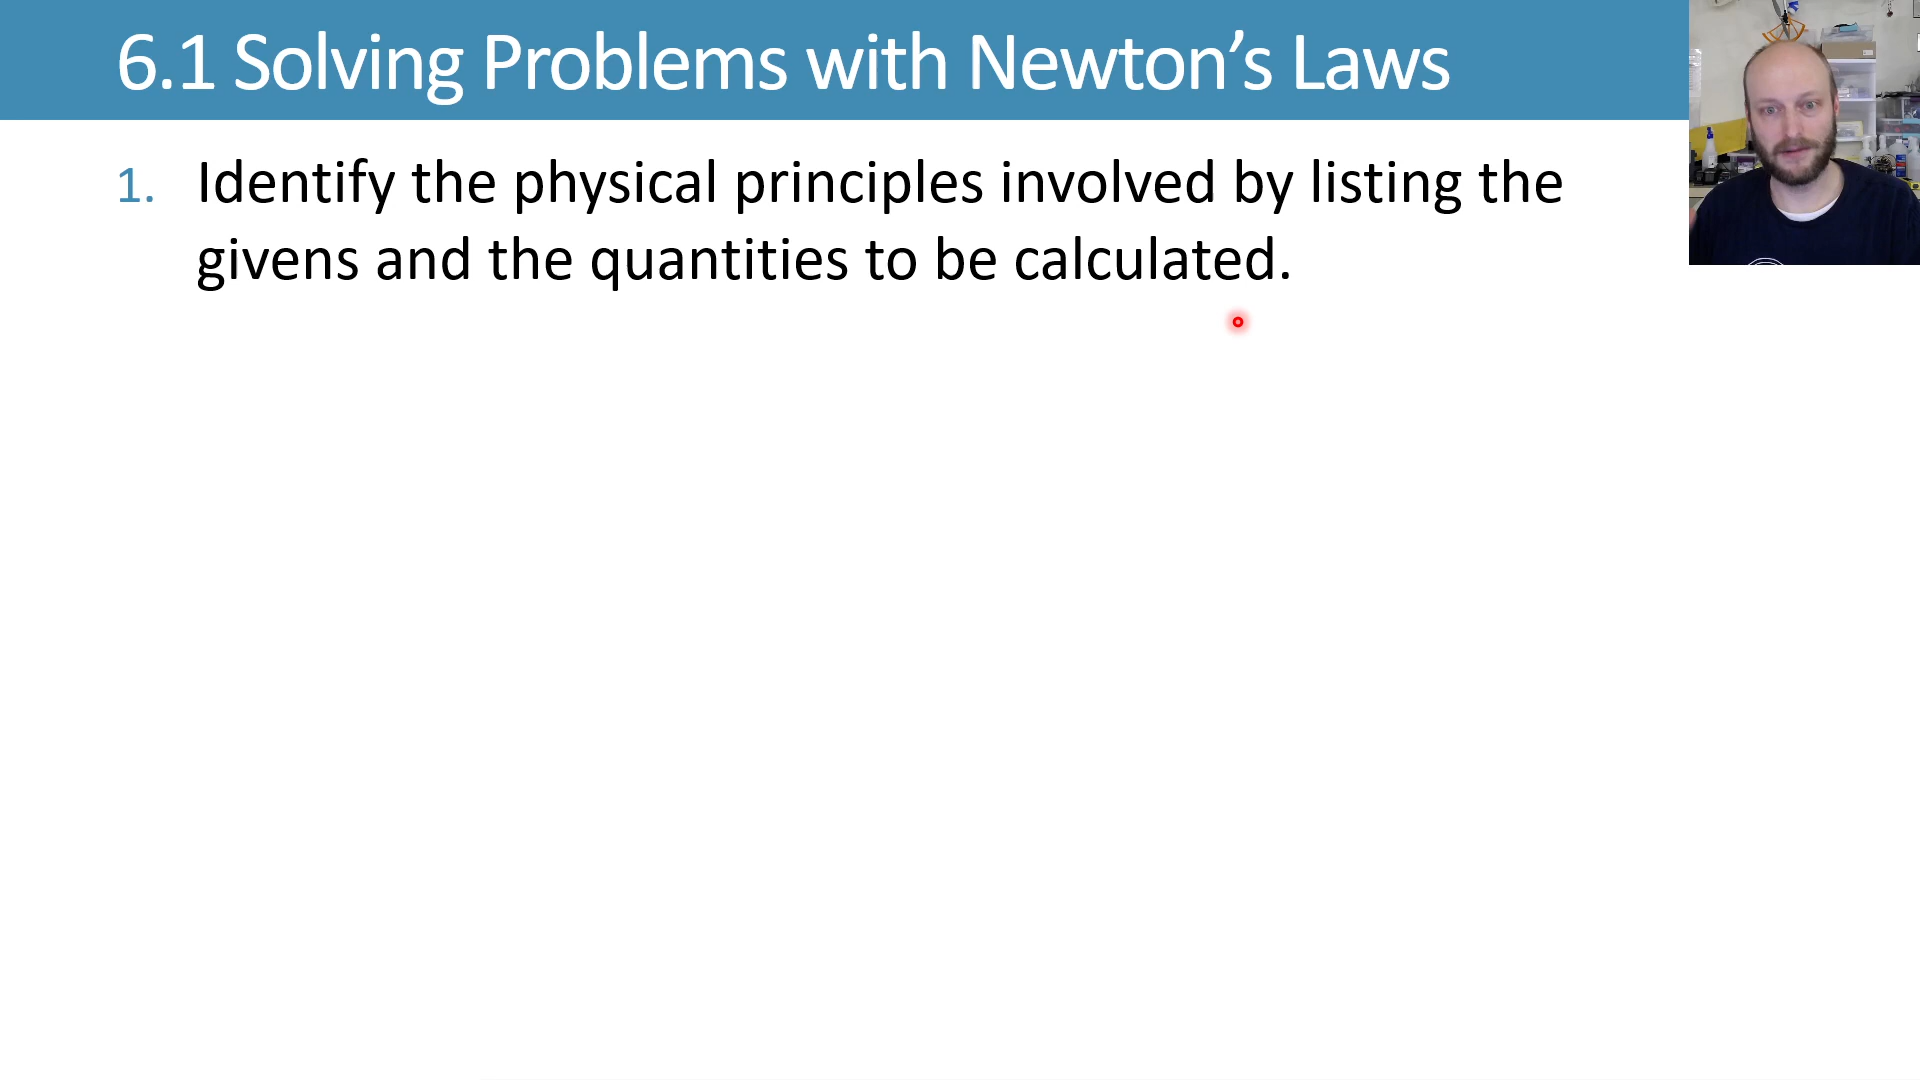 6.1 Solving Problems with Newton’s Laws
1. Identify the physical principles involved by listing the
givens and the quantities to be calculated.